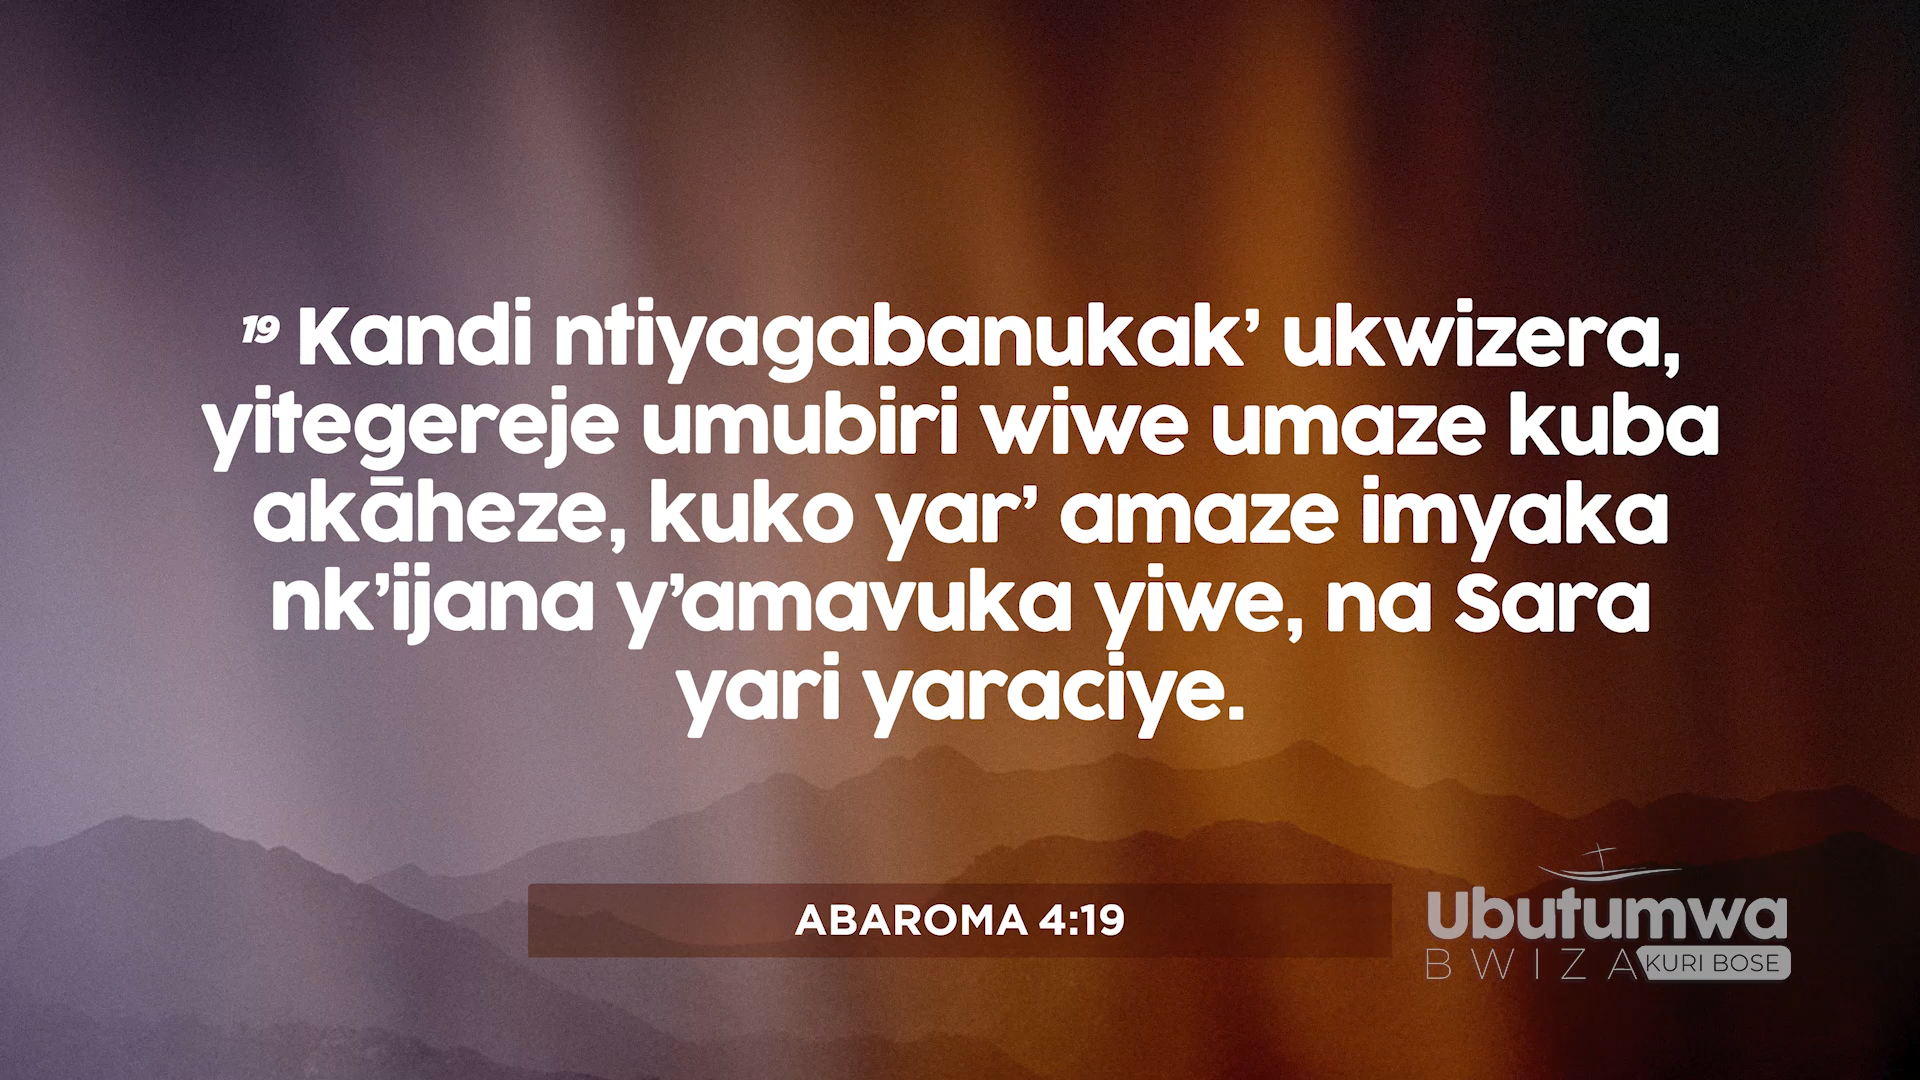 19 Kandi ntiyagabanukak’ ukwizera,
yitegereje umubiri wiwe umaze kuba
akāheze, kuko yar’ amaze imyaka
nk’ijana y’amavuka yiwe, na Sara
yari yaraciye.
ABAROMA 4:19
Ubutumwa
BWIZA KURI BOSE